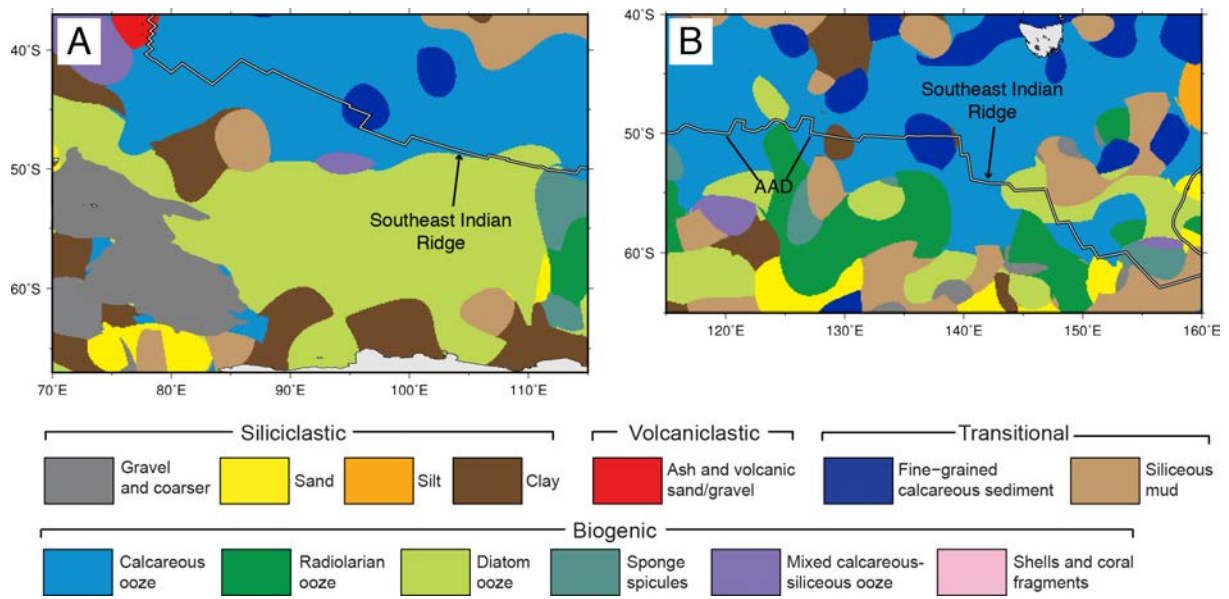 A
B
40°S
50°S
60°S
70°E
80°E
90°E
100°E
110°E
Southeast Indian
Ridge
40°S
50°S
60°S
120°E
130°E
140°E
150°E
160°E
Southeast Indian
Ridge
AAD
Siliciclastic
Volcaniclastic
Transitional
Gravel
and coarser
Sand
Silt
Clay
Ash and volcanic
sand/gravel
Fine−grained
calcareous sediment
Siliceous
mud
Biogenic
Calcareous
ooze
Radiolarian
ooze
Diatom
ooze
Sponge
spicules
Mixed calcareous-
siliceous ooze
Shells and coral
fragments